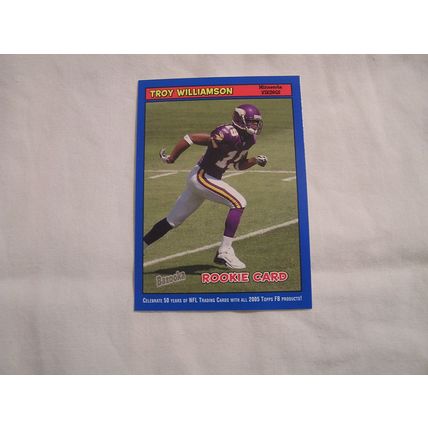 TROY WILLIAMSON
Minnesota
VIKINGS
Bazooka
ROOKIE CARD
CELEBRATE 50 YEARS OF NFL TRADING CARDS WITH ALL 2005 TOPPS FB PRODUCTS!